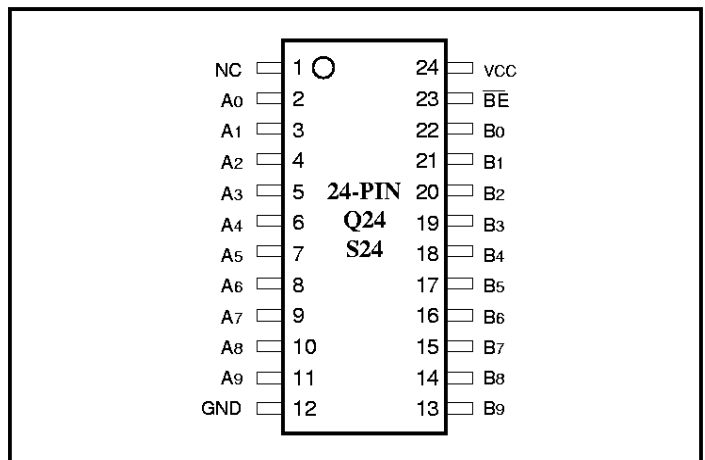 NC 1 24 VCC
A0 2 23 B̅E̅
A1 3 22 B0
A2 4 21 B1
A3 5 24-PIN 20 B2
A4 6 Q24 19 B3
A5 7 S24 18 B4
A6 8 17 B5
A7 9 16 B6
A8 10 15 B7
A9 11 14 B8
GND 12 13 B9